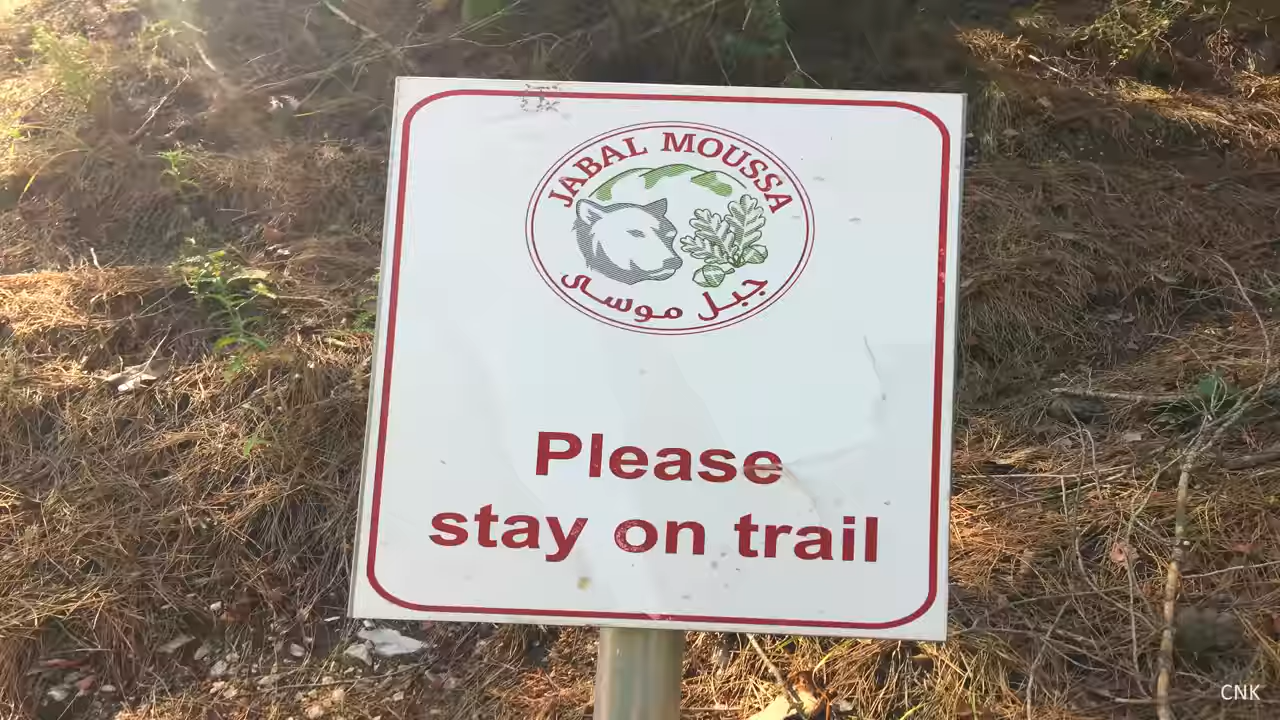 JABAL MOUSSA
جبل موسى
Please
stay on trail
CNK